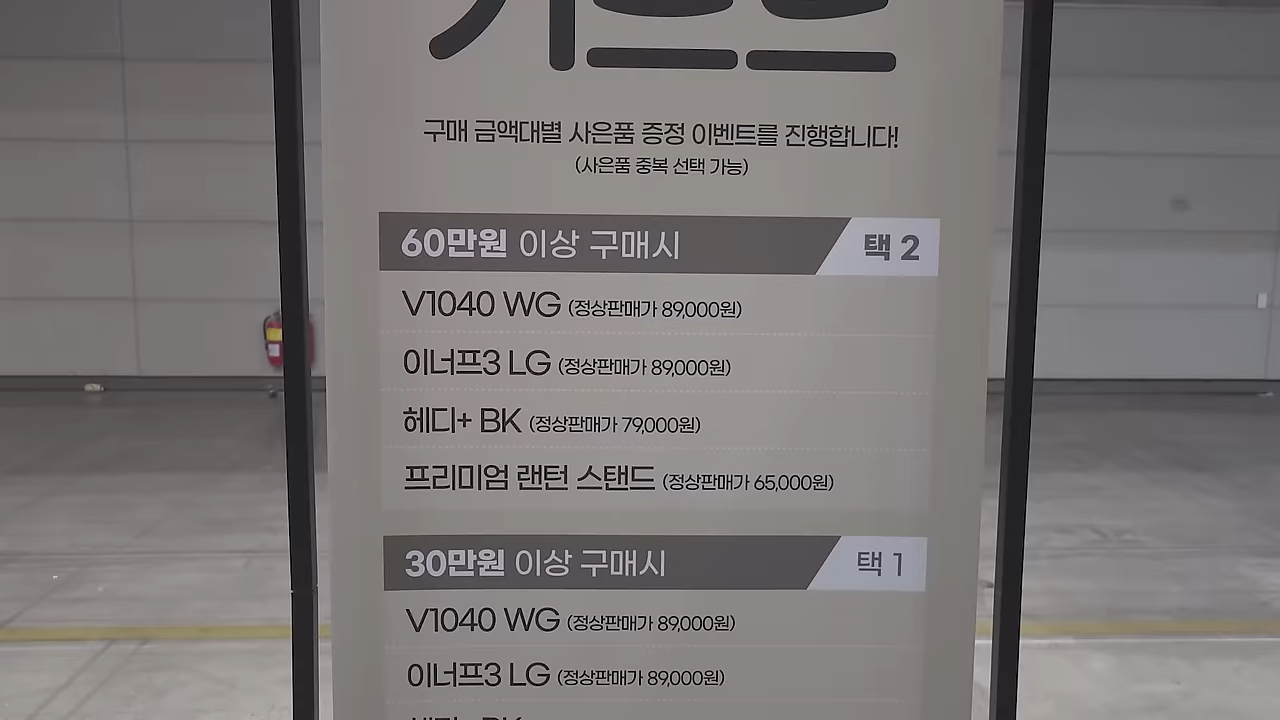 구매 금액대별 사은품 증정 이벤트를 진행합니다!
(사은품 중복 선택 가능)
60만원 이상 구매시 택 2
V1040 WG (정상판매가 89,000원)
이너프3 LG (정상판매가 89,000원)
헤디+ BK (정상판매가 79,000원)
프리미엄 랜턴 스탠드 (정상판매가 65,000원)
30만원 이상 구매시 택 1
V1040 WG (정상판매가 89,000원)
이너프3 LG (정상판매가 89,000원)